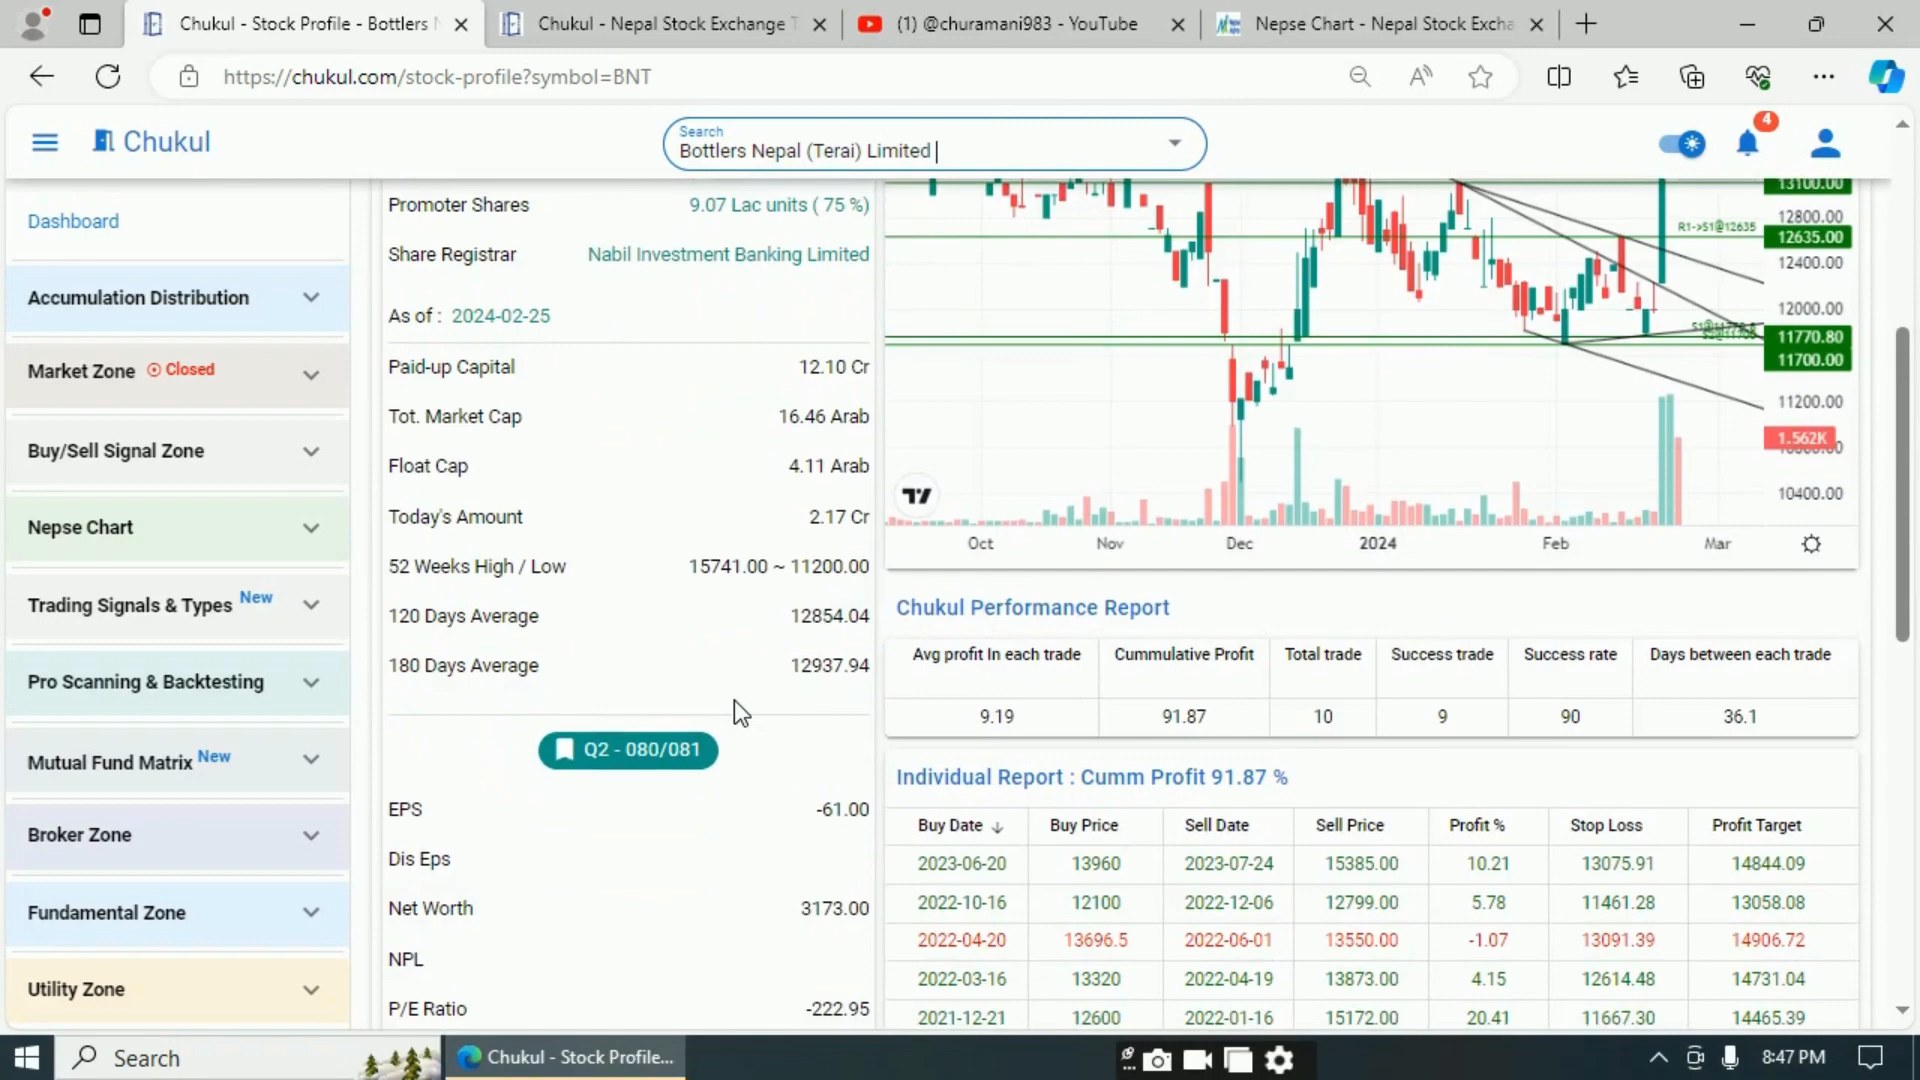 Chukul - Stock Profile - Bottlers
Chukul - Nepal Stock Exchange
(1) @churamani983 - YouTube
Nepse Chart - Nepal Stock Excha
https://chukul.com/stock-profile?symbol=BNT
Chukul
Search
Bottlers Nepal (Terai) Limited
4
Dashboard
Accumulation Distribution
Market Zone Closed
Buy/Sell Signal Zone
Nepse Chart
Trading Signals & Types New
Pro Scanning & Backtesting
Mutual Fund Matrix New
Broker Zone
Fundamental Zone
Utility Zone
Promoter Shares 9.07 Lac units ( 75 %)
Share Registrar Nabil Investment Banking Limited
As of : 2024-02-25
Paid-up Capital 12.10 Cr
Tot. Market Cap 16.46 Arab
Float Cap 4.11 Arab
Today's Amount 2.17 Cr
52 Weeks High / Low 15741.00 ~ 11200.00
120 Days Average 12854.04
180 Days Average 12937.94
Q2 - 080/081
EPS -61.00
Dis Eps
Net Worth 3173.00
NPL
P/E Ratio -222.95
13100.00
12800.00
R1->S1@12635
12635.00
12400.00
12000.00
11770.80
11700.00
11200.00
1.562K
10400.00
Oct Nov Dec 2024 Feb Mar
Chukul Performance Report
Avg profit In each trade Cummulative Profit Total trade Success trade Success rate Days between each trade
9.19 91.87 10 9 90 36.1
Individual Report : Cumm Profit 91.87 %
Buy Date Buy Price Sell Date Sell Price Profit % Stop Loss Profit Target
2023-06-20 13960 2023-07-24 15385.00 10.21 13075.91 14844.09
2022-10-16 12100 2022-12-06 12799.00 5.78 11461.28 13058.08
2022-04-20 13696.5 2022-06-01 13550.00 -1.07 13091.39 14906.72
2022-03-16 13320 2022-04-19 13873.00 4.15 12614.48 14731.04
2021-12-21 12600 2022-01-16 15172.00 20.41 11667.30 14465.39
Search
Chukul - Stock Profile...
8:47 PM